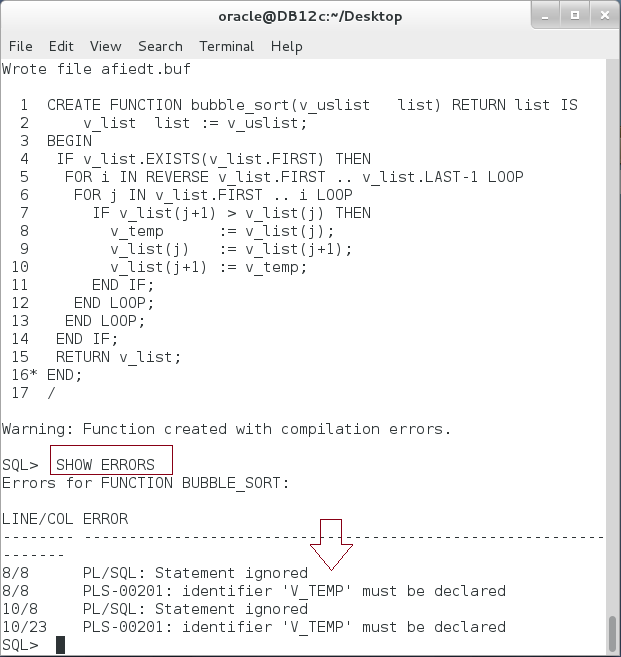 oracle@DB12c:~/Desktop
File Edit View Search Terminal Help
Wrote file afiedt.buf
  1  CREATE FUNCTION bubble_sort(v_uslist   list) RETURN list IS
  2      v_list  list := v_uslist;
  3  BEGIN
  4   IF v_list.EXISTS(v_list.FIRST) THEN
  5    FOR i IN REVERSE v_list.FIRST .. v_list.LAST-1 LOOP
  6     FOR j IN v_list.FIRST .. i LOOP
  7       IF v_list(j+1) > v_list(j) THEN
  8         v_temp      := v_list(j);
  9         v_list(j)   := v_list(j+1);
 10         v_list(j+1) := v_temp;
 11       END IF;
 12     END LOOP;
 13    END LOOP;
 14   END IF;
 15   RETURN v_list;
 16* END;
 17  /
Warning: Function created with compilation errors.
SQL>  SHOW ERRORS
Errors for FUNCTION BUBBLE_SORT:
LINE/COL ERROR
-------- ----------------------------------------------------------
-------
8/8      PL/SQL: Statement ignored
8/8      PLS-00201: identifier 'V_TEMP' must be declared
10/8     PL/SQL: Statement ignored
10/23    PLS-00201: identifier 'V_TEMP' must be declared
SQL>